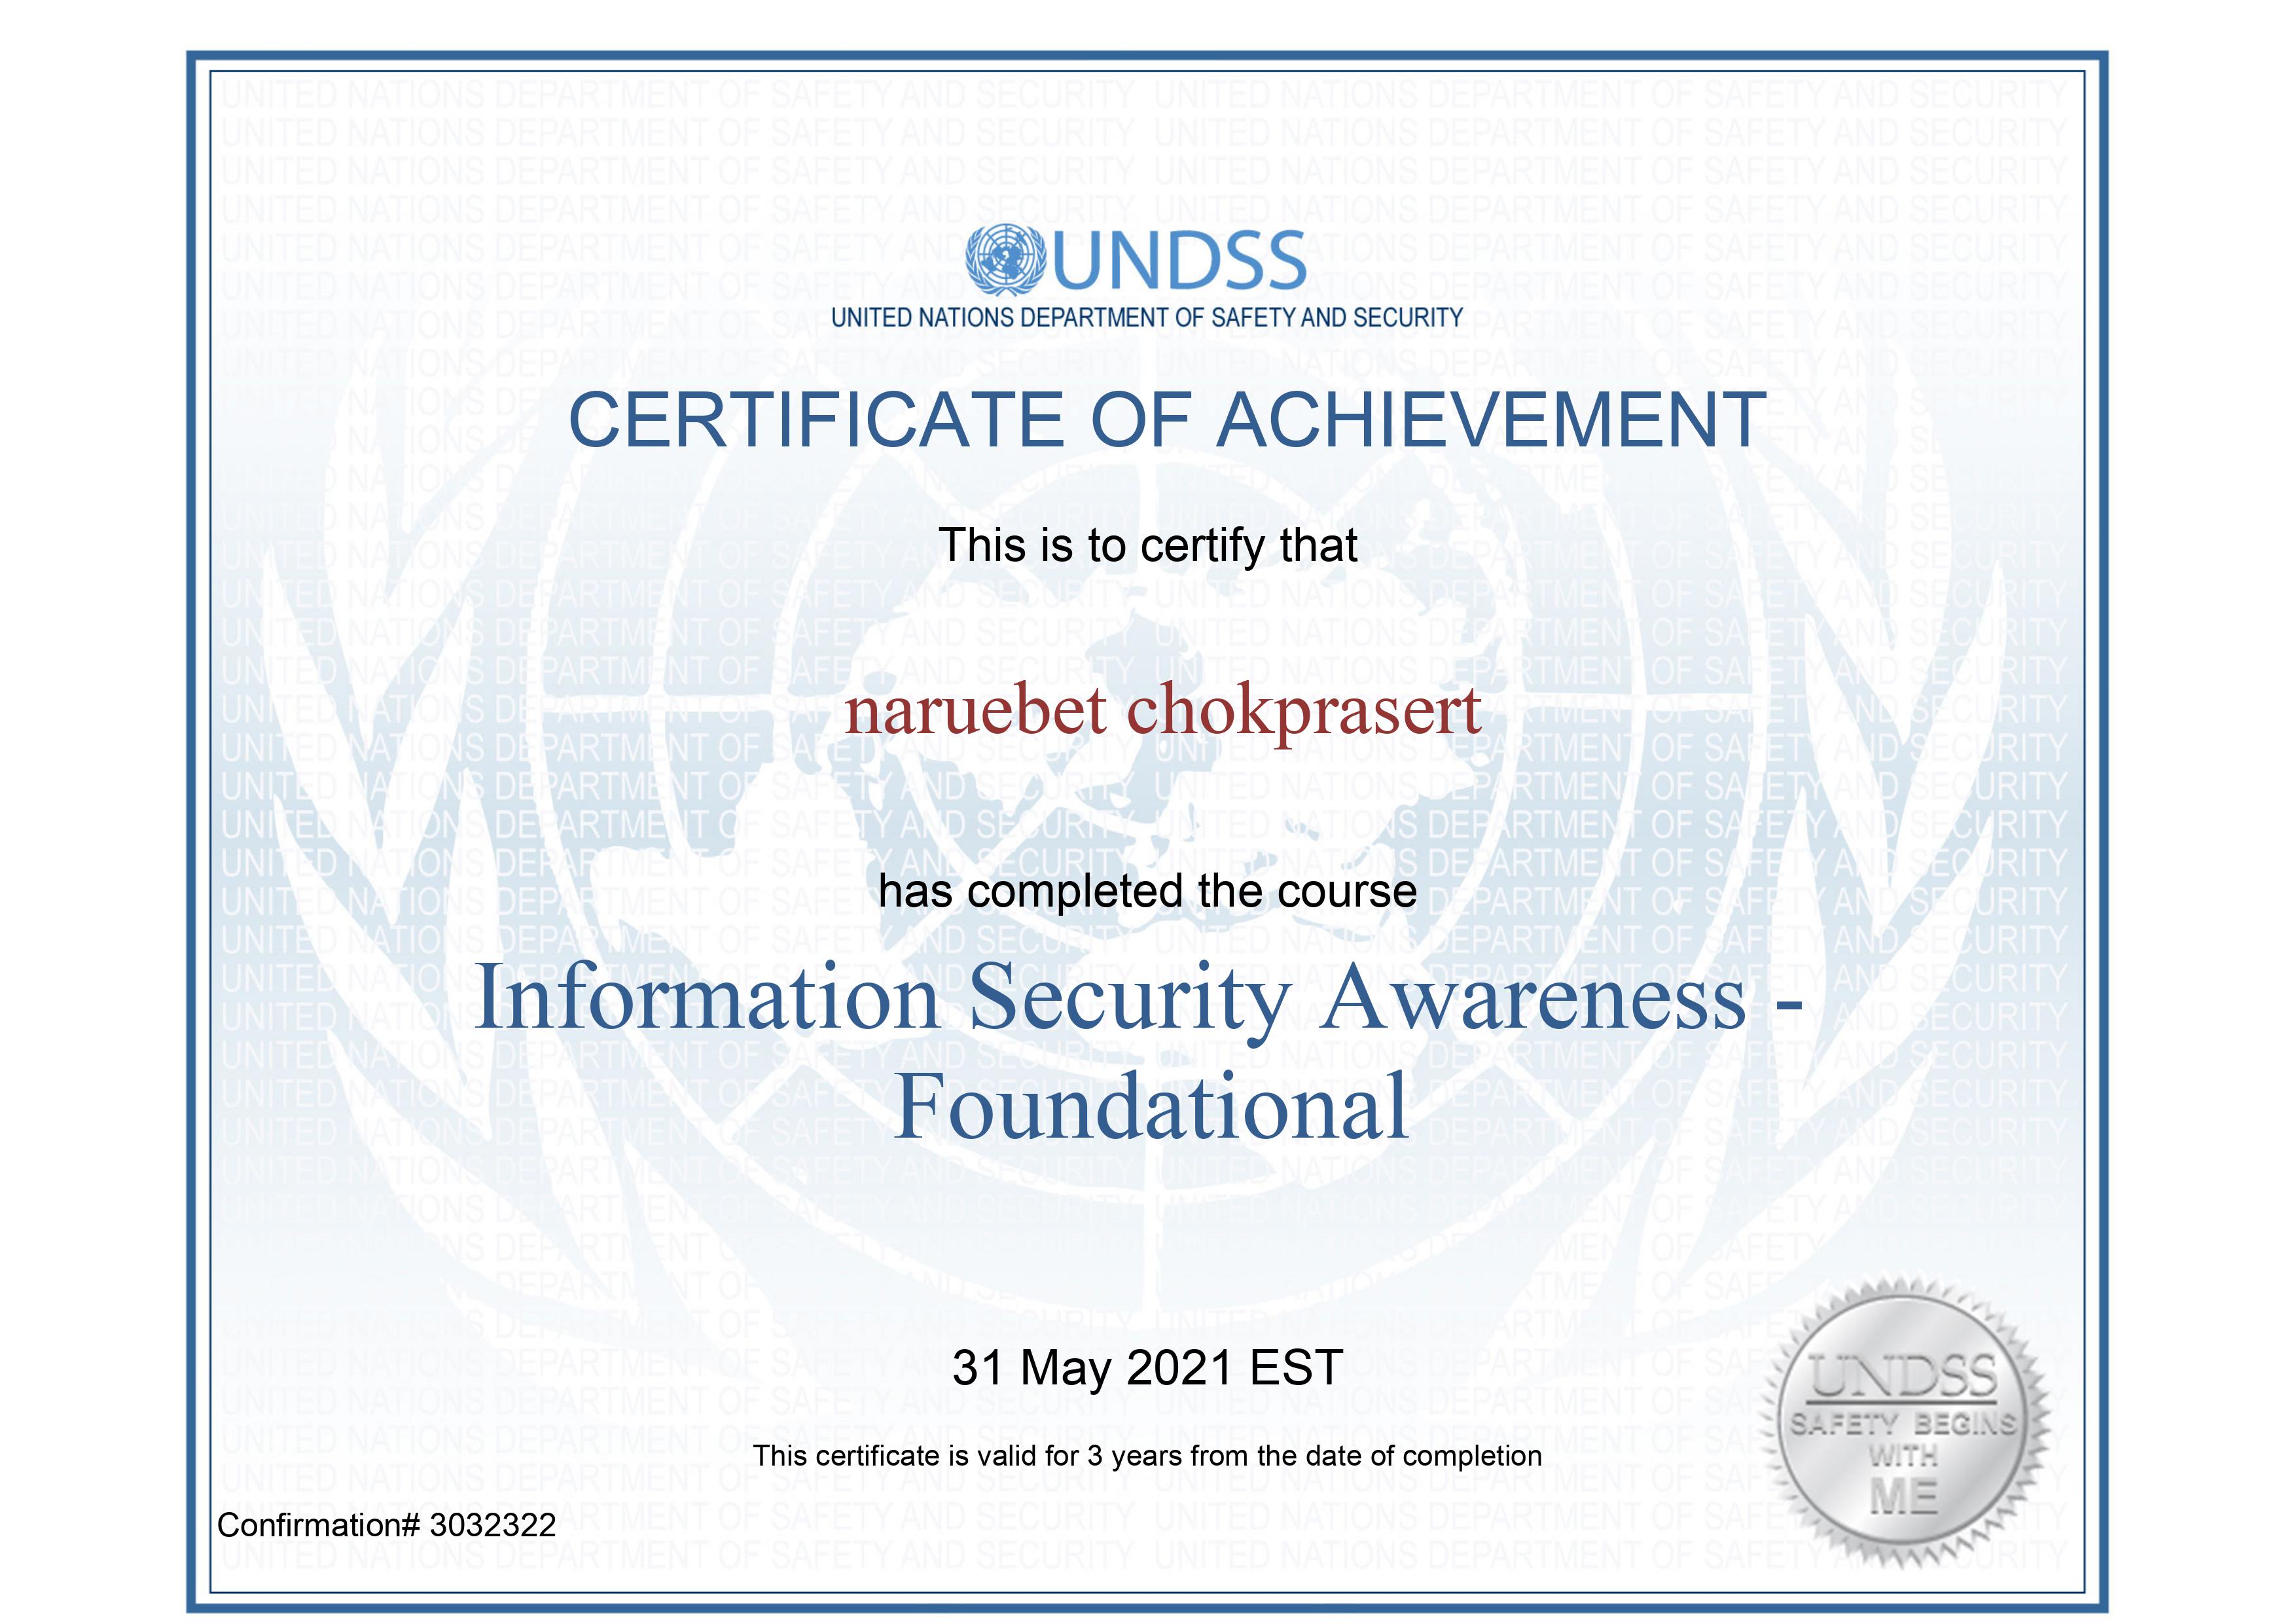 UNDSS
UNITED NATIONS DEPARTMENT OF SAFETY AND SECURITY
CERTIFICATE OF ACHIEVEMENT
This is to certify that
naruebet chokprasert
has completed the course
Information Security Awareness -
Foundational
31 May 2021 EST
This certificate is valid for 3 years from the date of completion
UNDSS
SAFETY BEGINS
WITH
ME
Confirmation# 3032322